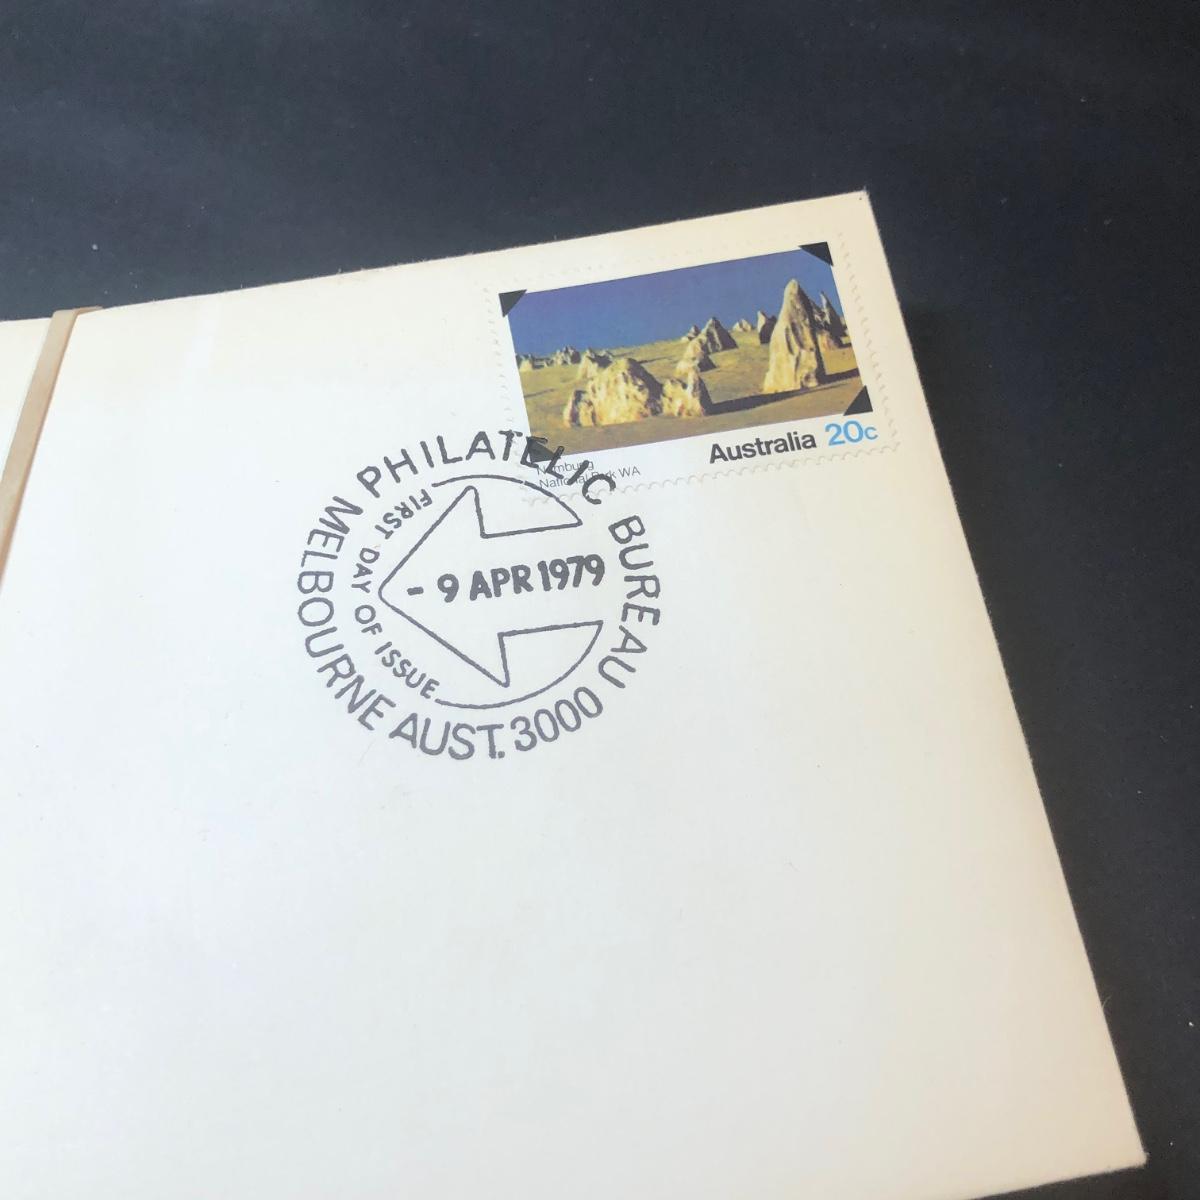 Australia 20c
Nambung
National Park WA
PHILATELIC BUREAU
MELBOURNE AUST. 3000
FIRST DAY OF ISSUE
- 9 APR 1979